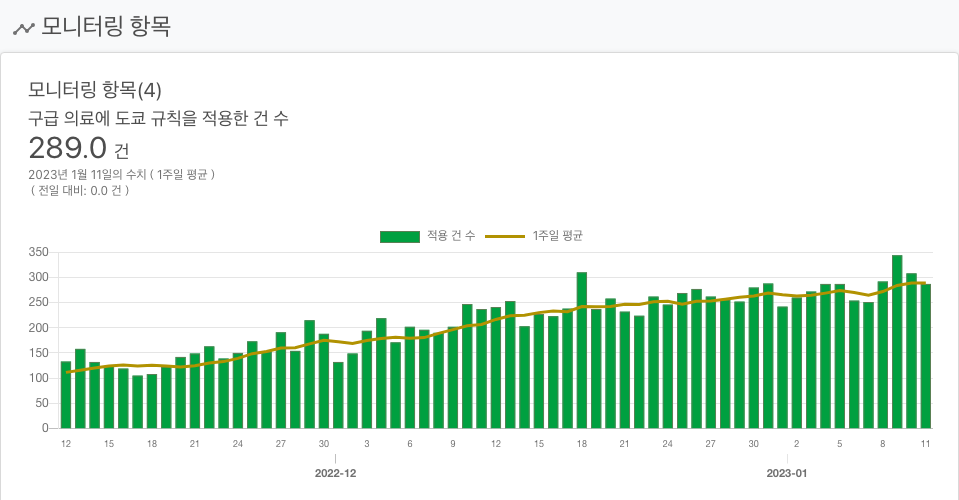 모니터링 항목
모니터링 항목(4)
구급 의료에 도쿄 규칙을 적용한 건 수
289.0 건
2023년 1월 11일의 수치 ( 1주일 평균 )
( 전일 대비: 0.0 건 )
적용 건 수 1주일 평균
350
300
250
200
150
100
50
0
12 15 18 21 24 27 30 3 6 9 12 15 18 21 24 27 30 2 5 8 11
2022-12 2023-01